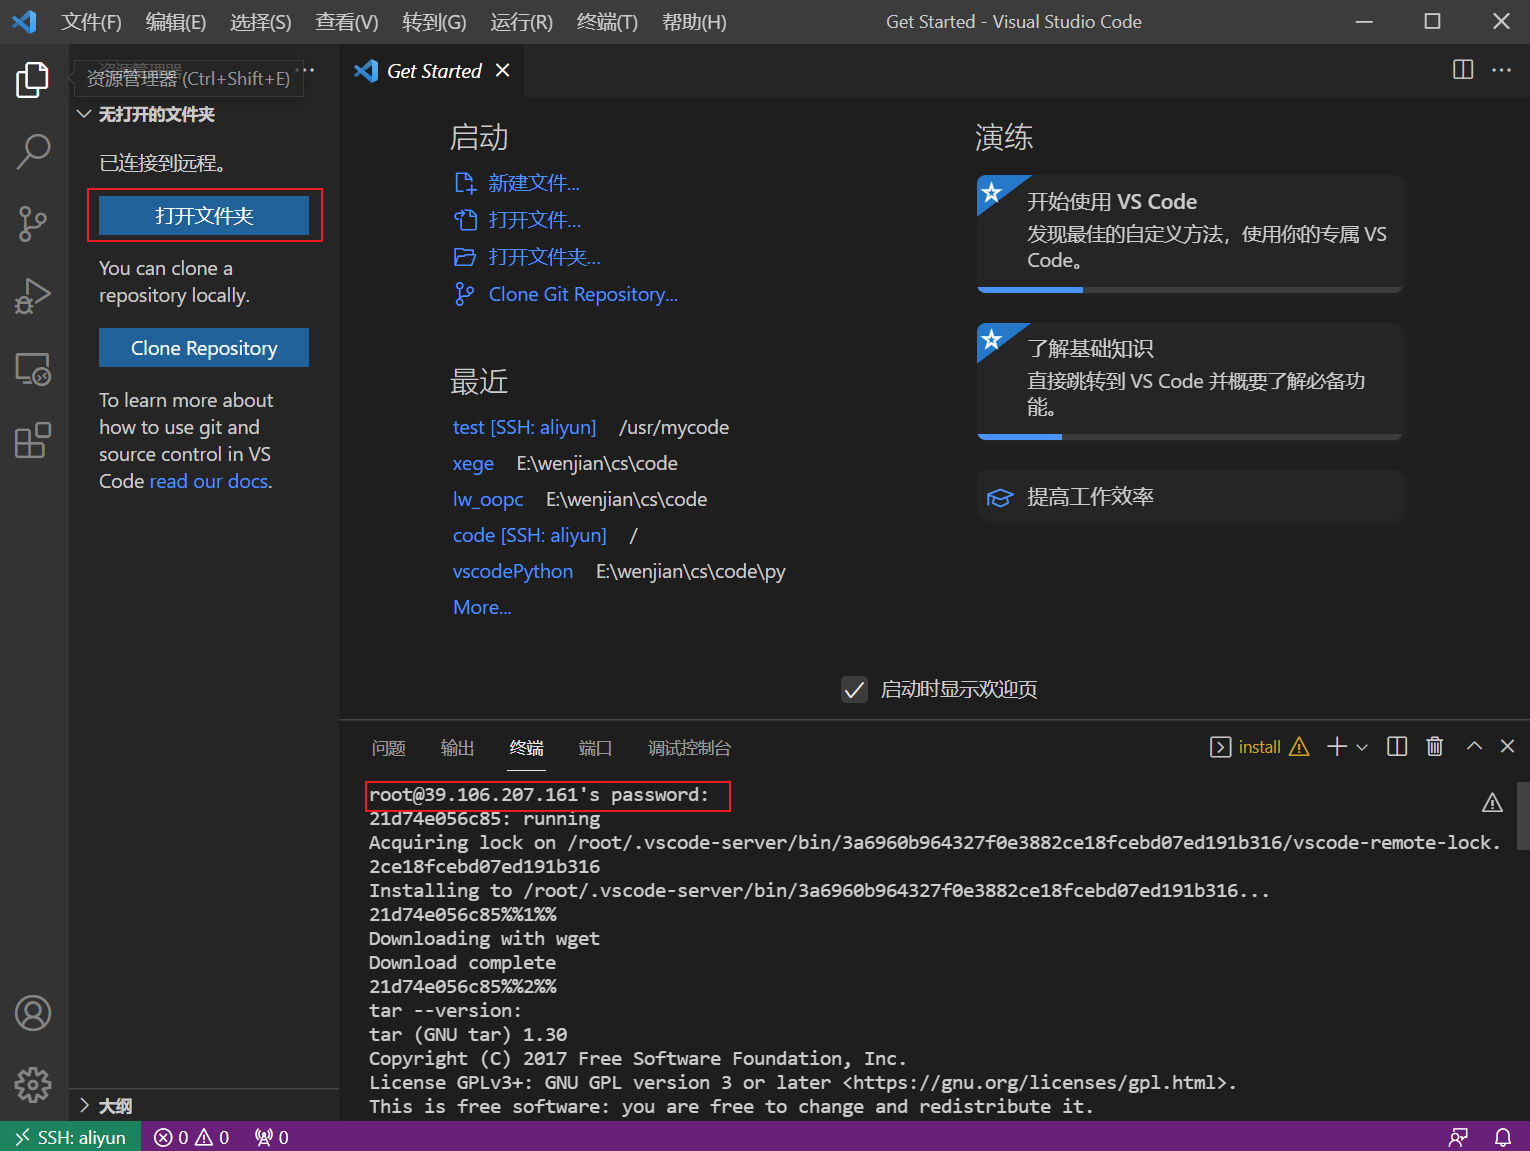 文件(F) 编辑(E) 选择(S) 查看(V) 转到(G) 运行(R) 终端(T) 帮助(H) Get Started - Visual Studio Code
资源管理器
资源管理器 (Ctrl+Shift+E)
无打开的文件夹
已连接到远程。
打开文件夹
You can clone a
repository locally.
Clone Repository
To learn more about
how to use git and
source control in VS
Code read our docs.
大纲
Get Started
启动
新建文件...
打开文件...
打开文件夹...
Clone Git Repository...
最近
test [SSH: aliyun] /usr/mycode
xege E:\wenjian\cs\code
lw_oopc E:\wenjian\cs\code
code [SSH: aliyun] /
vscodePython E:\wenjian\cs\code\py
More...
演练
开始使用 VS Code
发现最佳的自定义方法，使用你的专属 VS
Code。
了解基础知识
直接跳转到 VS Code 并概要了解必备功
能。
提高工作效率
启动时显示欢迎页
问题 输出 终端 端口 调试控制台 install
root@39.106.207.161's password:
21d74e056c85: running
Acquiring lock on /root/.vscode-server/bin/3a6960b964327f0e3882ce18fcebd07ed191b316/vscode-remote-lock.
2ce18fcebd07ed191b316
Installing to /root/.vscode-server/bin/3a6960b964327f0e3882ce18fcebd07ed191b316...
21d74e056c85%%1%%
Downloading with wget
Download complete
21d74e056c85%%2%%
tar --version:
tar (GNU tar) 1.30
Copyright (C) 2017 Free Software Foundation, Inc.
License GPLv3+: GNU GPL version 3 or later <https://gnu.org/licenses/gpl.html>.
This is free software: you are free to change and redistribute it.
SSH: aliyun 0 0 0